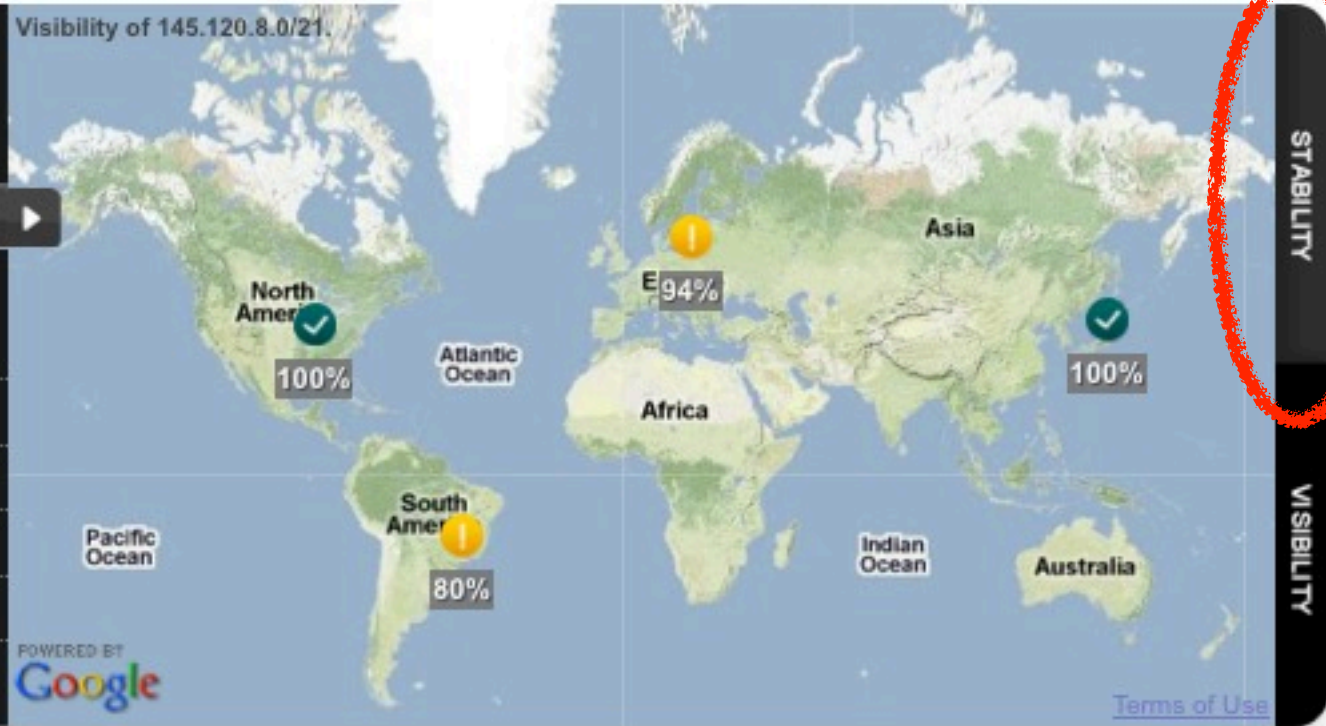 Visibility of 145.120.8.0/21.
STABILITY
Asia
E
94%
North
Ameri
100%
100%
Atlantic
Ocean
Africa
South
Amer
80%
VISIBILITY
Pacific
Ocean
Indian
Ocean
Australia
POWERED BY
Google
Terms of Use